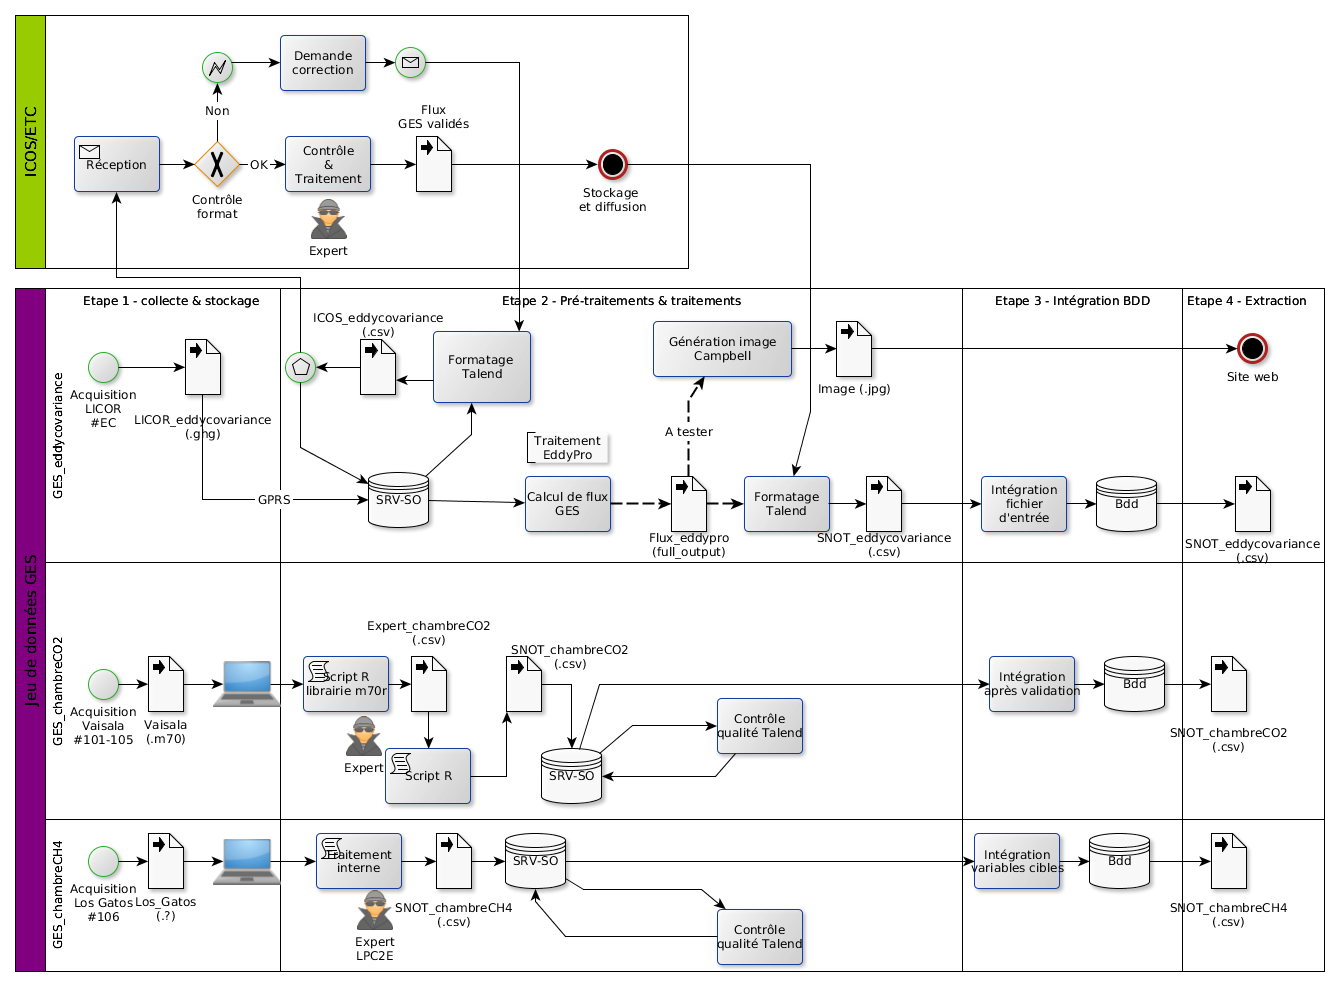 ICOS/ETC
Demande
correction
Non
Flux
GES validés
Réception
OK
Contrôle
&
Traitement
Contrôle
format
Expert
Stockage
et diffusion
Jeu de données GES
Etape 1 - collecte & stockage
Etape 2 - Pré-traitements & traitements
Etape 3 - Intégration BDD
Etape 4 - Extraction
GES_eddycovariance
Acquisition
LICOR
#EC
LICOR_eddycovariance
(.ghg)
GPRS
ICOS_eddycovariance
(.csv)
Formatage
Talend
SRV-SO
Traitement
EddyPro
Calcul de flux
GES
Génération image
Campbell
A tester
Image (.jpg)
Flux_eddypro
(full_output)
Formatage
Talend
SNOT_eddycovariance
(.csv)
Intégration
fichier
d'entrée
Bdd
Site web
SNOT_eddycovariance
(.csv)
GES_chambreCO2
Acquisition
Vaisala
#101-105
Vaisala
(.m70)
Script R
librairie m70r
Expert
Expert_chambreCO2
(.csv)
Script R
SNOT_chambreCO2
(.csv)
SRV-SO
Contrôle
qualité Talend
Intégration
après validation
Bdd
SNOT_chambreCO2
(.csv)
GES_chambreCH4
Acquisition
Los Gatos
#106
Los_Gatos
(.?)
Traitement
interne
Expert
LPC2E
SNOT_chambreCH4
(.csv)
SRV-SO
Contrôle
qualité Talend
Intégration
variables cibles
Bdd
SNOT_chambreCH4
(.csv)